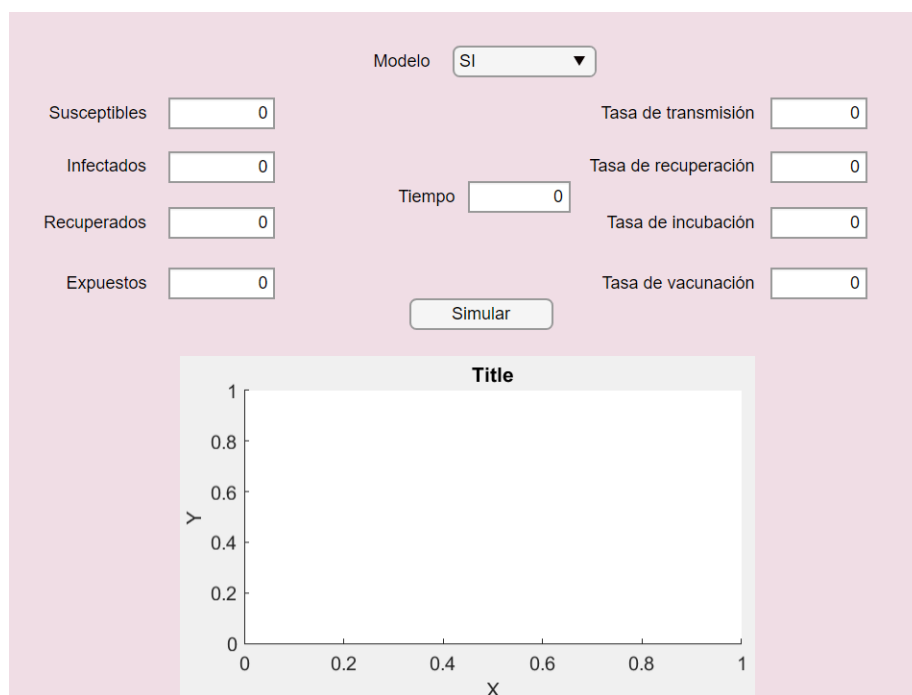 Modelo SI
Susceptibles 0
Tasa de transmisión 0
Infectados 0
Tasa de recuperación 0
Tiempo 0
Recuperados 0
Tasa de incubación 0
Expuestos 0
Tasa de vacunación 0
Simular
Title
1
0.8
0.6
Y
0.4
0.2
0
0 0.2 0.4 0.6 0.8 1
X